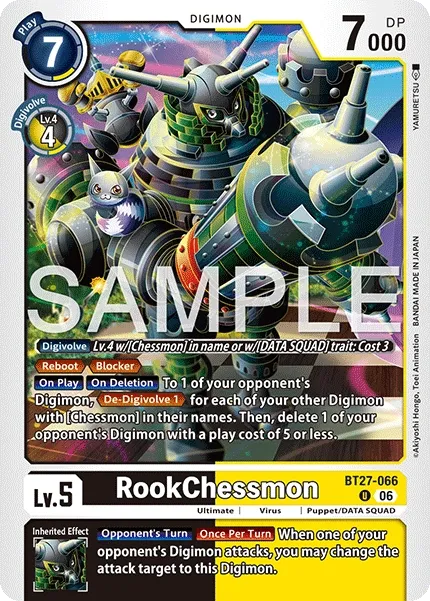 DIGIMON
Play
7
7 DP
000
Digivolve
Lv.4
4
YAMURETSU
©Akiyoshi Hongo, Toei Animation BANDAI MADE IN JAPAN
SAMPLE
Digivolve Lv.4 w/[Chessmon] in name or w/[DATA SQUAD] trait: Cost 3
Reboot Blocker
On Play On Deletion To 1 of your opponent's
Digimon, De-Digivolve 1 for each of your other Digimon
with [Chessmon] in their names. Then, delete 1 of your
opponent's Digimon with a play cost of 5 or less.
Lv.5
RookChessmon
BT27-066
U 06
Ultimate | Virus | Puppet/DATA SQUAD
Inherited Effect
Opponent's Turn Once Per Turn When one of your
opponent's Digimon attacks, you may change the
attack target to this Digimon.